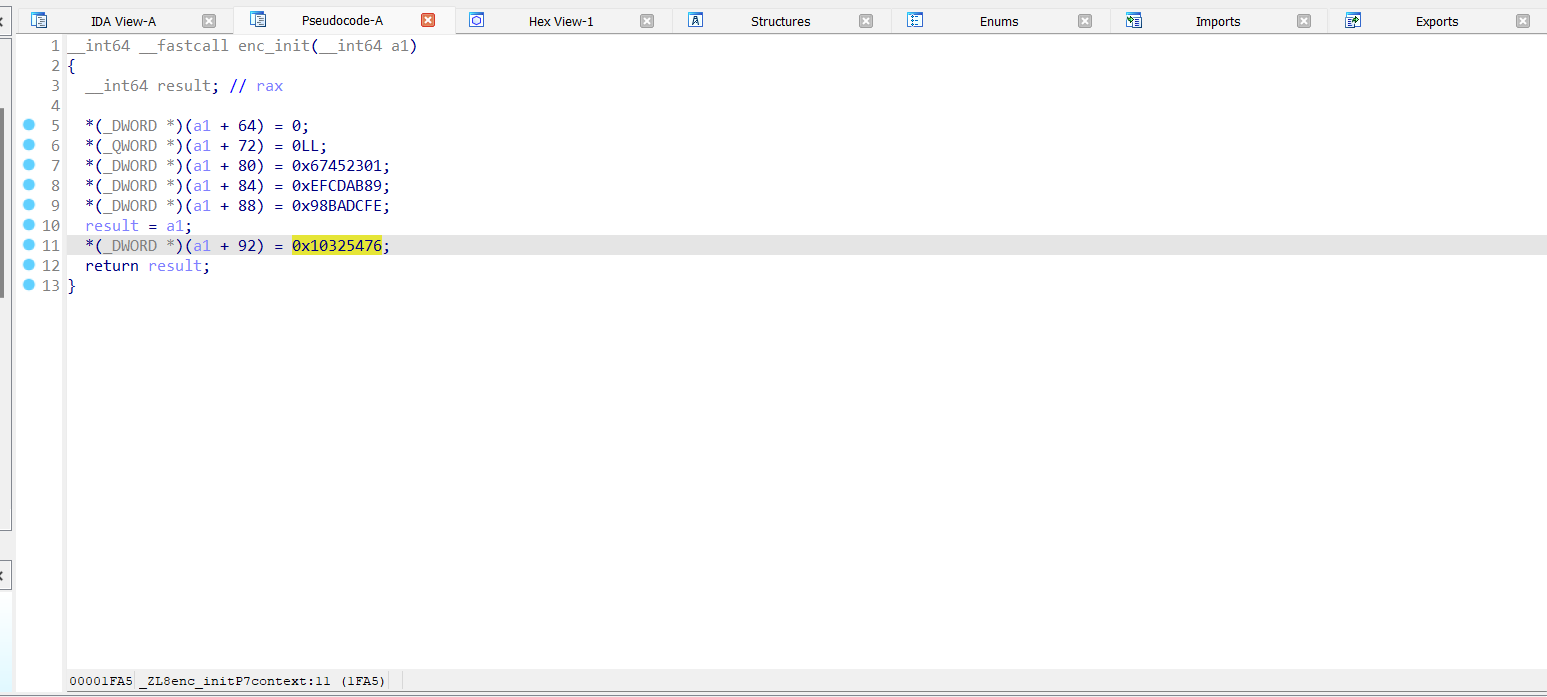 IDA View-A Pseudocode-A Hex View-1 Structures Enums Imports Exports
1 __int64 __fastcall enc_init(__int64 a1)
2 {
3   __int64 result; // rax
4
5   *(_DWORD *)(a1 + 64) = 0;
6   *(_QWORD *)(a1 + 72) = 0LL;
7   *(_DWORD *)(a1 + 80) = 0x67452301;
8   *(_DWORD *)(a1 + 84) = 0xEFCDAB89;
9   *(_DWORD *)(a1 + 88) = 0x98BADCFE;
10   result = a1;
11   *(_DWORD *)(a1 + 92) = 0x10325476;
12   return result;
13 }
00001FA5 _ZL8enc_initP7context:11 (1FA5)